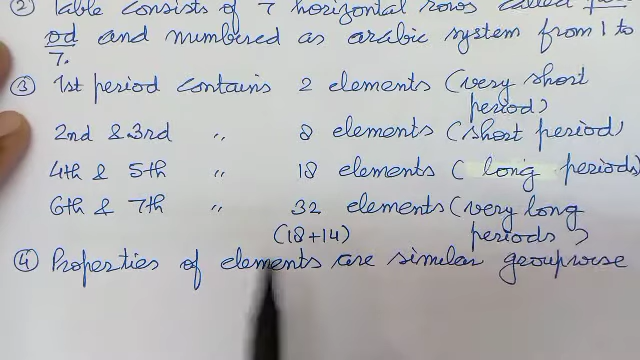 ② Table consists of 7 horizontal rows called
od and numbered as arabic system from 1 to
7.
③ 1st period contains 2 elements (very short
period)
2nd & 3rd " 8 elements (short period)
4th & 5th " 18 elements ( long periods)
6th & 7th " 32 elements (very long
(18+14) periods)
④ Properties of elements are similar groupwise